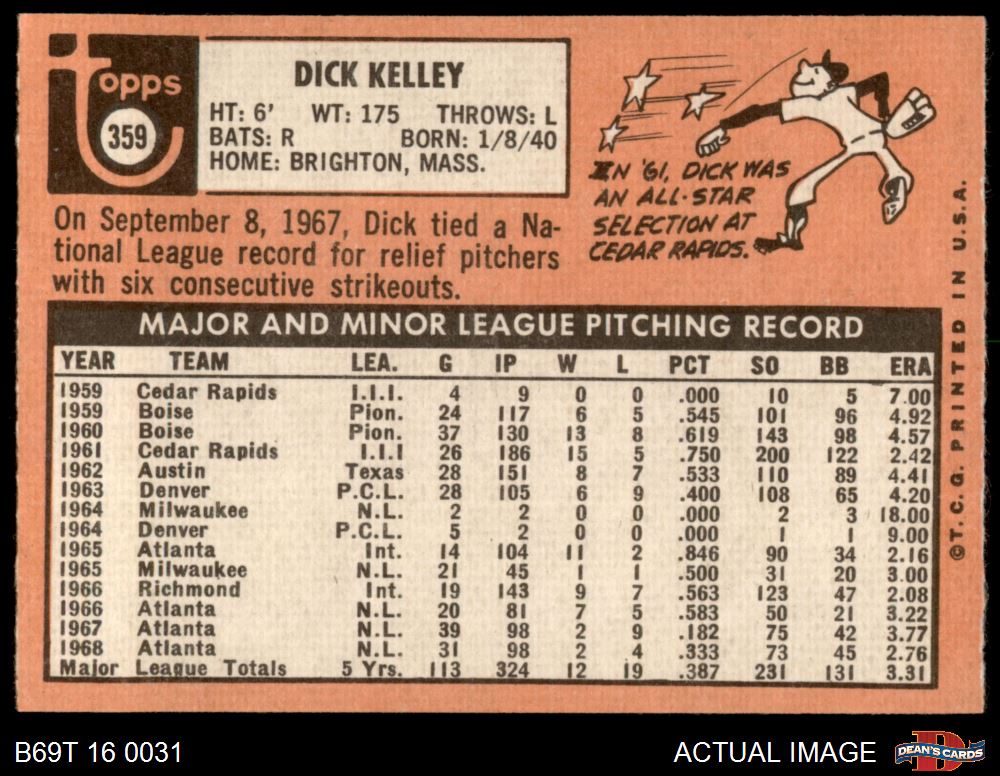 Topps
359
DICK KELLEY
HT: 6' WT: 175 THROWS: L
BATS: R BORN: 1/8/40
HOME: BRIGHTON, MASS.
On September 8, 1967, Dick tied a Na-
tional League record for relief pitchers
with six consecutive strikeouts.
IN '61, DICK WAS
AN ALL-STAR
SELECTION AT
CEDAR RAPIDS.
MAJOR AND MINOR LEAGUE PITCHING RECORD
YEAR TEAM LEA. G IP W L PCT SO BB ERA
1959 Cedar Rapids I.I.I. 4 9 0 0 .000 10 5 7.00
1959 Boise Pion. 24 117 6 5 .545 101 96 4.92
1960 Boise Pion. 37 130 13 8 .619 143 98 4.57
1961 Cedar Rapids I.I.I 26 186 15 5 .750 200 122 2.42
1962 Austin Texas 28 151 8 7 .533 110 89 4.41
1963 Denver P.C.L. 28 105 6 9 .400 108 65 4.20
1964 Milwaukee N.L. 2 2 0 0 .000 2 3 18.00
1964 Denver P.C.L. 5 2 0 0 .000 1 1 9.00
1965 Atlanta Int. 14 104 11 2 .846 90 34 2.16
1965 Milwaukee N.L. 21 45 1 1 .500 31 20 3.00
1966 Richmond Int. 19 143 9 7 .563 123 47 2.08
1966 Atlanta N.L. 20 81 7 5 .583 50 21 3.22
1967 Atlanta N.L. 39 98 2 9 .182 75 42 3.77
1968 Atlanta N.L. 31 98 2 4 .333 73 45 2.76
Major League Totals 5 Yrs. 113 324 12 19 .387 231 131 3.31
©T.C.G. PRINTED IN U.S.A.
B69T 16 0031
ACTUAL IMAGE
D
DEAN'S CARDS